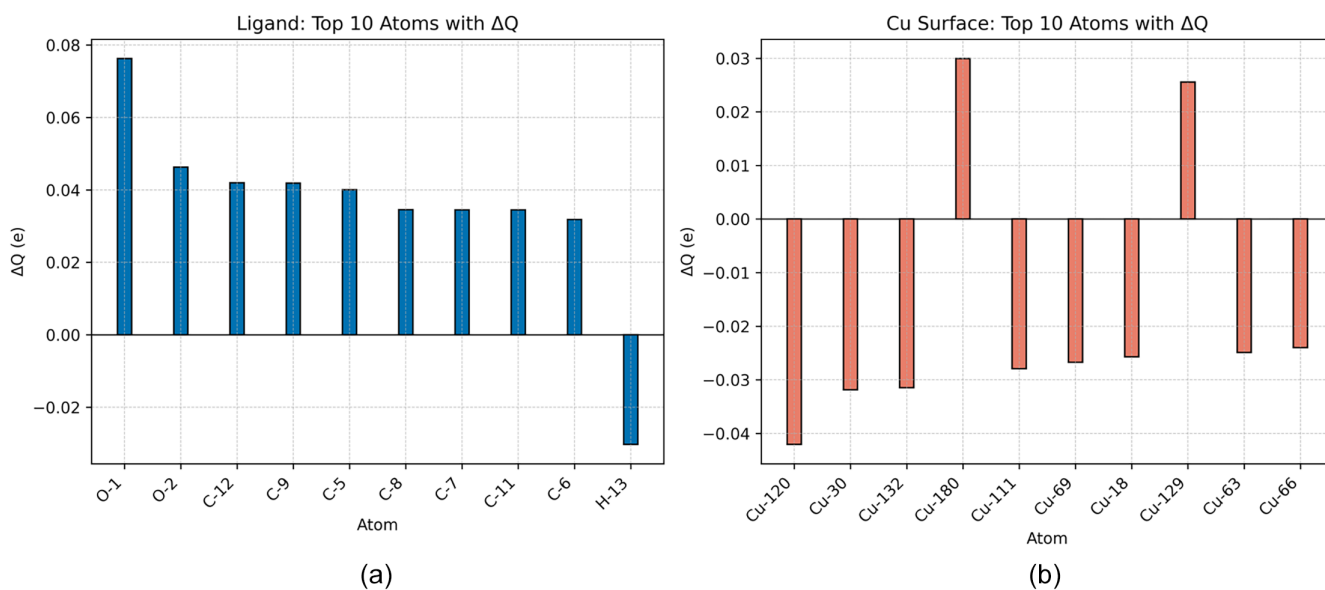 Ligand: Top 10 Atoms with ΔQ
0.08
0.06
0.04
0.02
0.00
−0.02
ΔQ (e)
O-1 O-2 C-12 C-9 C-5 C-8 C-7 C-11 C-6 H-13
Atom
(a)
Cu Surface: Top 10 Atoms with ΔQ
0.03
0.02
0.01
0.00
−0.01
−0.02
−0.03
−0.04
ΔQ (e)
Cu-120 Cu-30 Cu-132 Cu-180 Cu-111 Cu-69 Cu-18 Cu-129 Cu-63 Cu-66
Atom
(b)